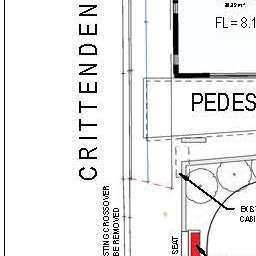 FL = 8.1
CRITTENDEN
PEDES
STING CROSSOVER
BE REMOVED
EXIST
CABI
SEAT